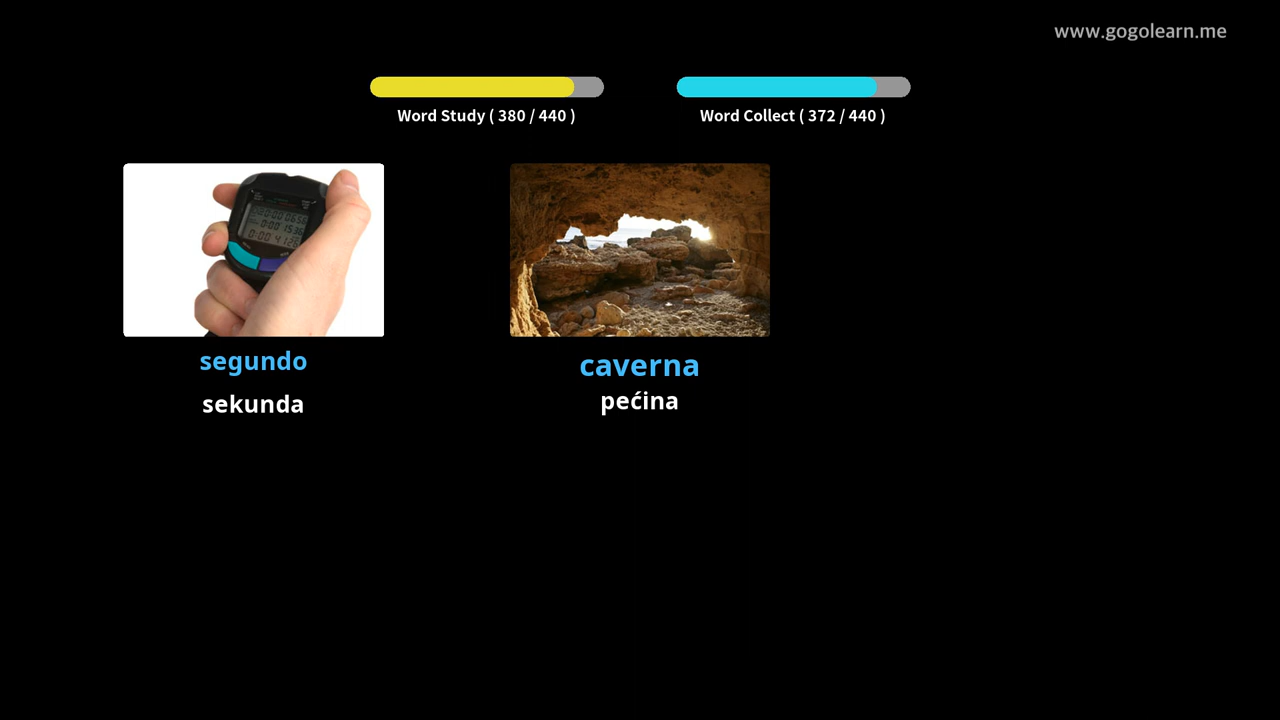 www.gogolearn.me
Word Study ( 380 / 440 )
Word Collect ( 372 / 440 )
segundo
sekunda
caverna
pećina